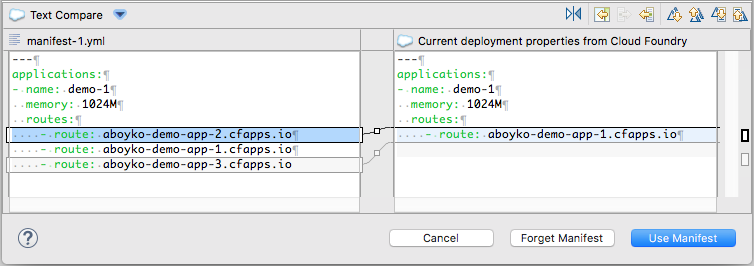 Text Compare
manifest-1.yml
---¶
applications:¶
- name: demo-1¶
··memory: 1024M¶
··routes:¶
····- route: aboyko-demo-app-2.cfapps.io¶
····- route: aboyko-demo-app-1.cfapps.io¶
····- route: aboyko-demo-app-3.cfapps.io
Current deployment properties from Cloud Foundry
---¶
applications:¶
- name: demo-1¶
··memory: 1024M¶
··routes:¶
····- route: aboyko-demo-app-1.cfapps.io¶
?
Cancel
Forget Manifest
Use Manifest